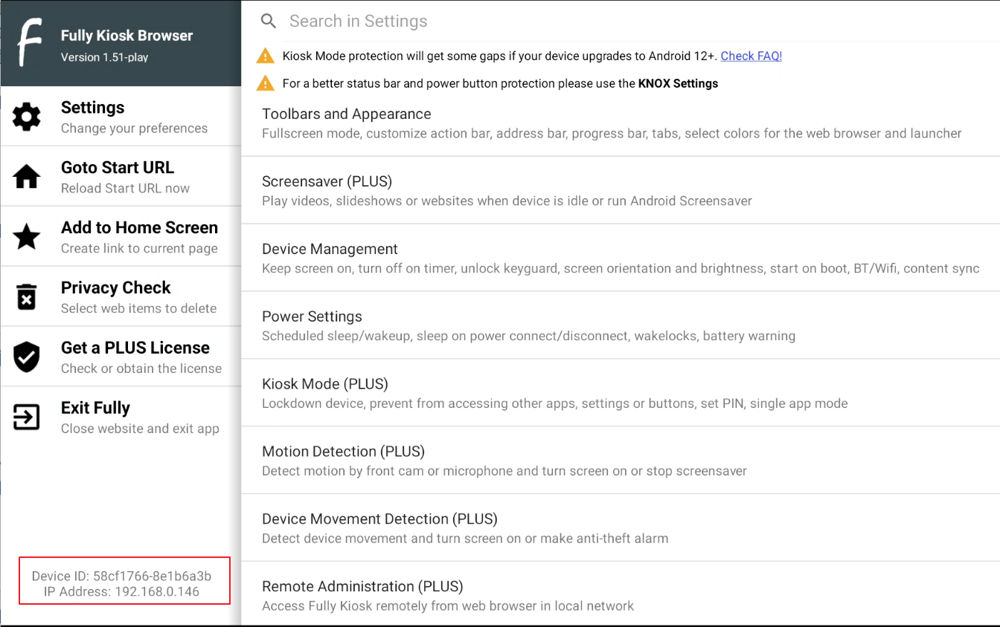 Fully Kiosk Browser
Version 1.51-play
Settings
Change your preferences
Goto Start URL
Reload Start URL now
Add to Home Screen
Create link to current page
Privacy Check
Select web items to delete
Get a PLUS License
Check or obtain the license
Exit Fully
Close website and exit app
Device ID: 58cf1766-8e1b6a3b
IP Address: 192.168.0.146
Search in Settings
Kiosk Mode protection will get some gaps if your device upgrades to Android 12+. Check FAQ!
For a better status bar and power button protection please use the KNOX Settings
Toolbars and Appearance
Fullscreen mode, customize action bar, address bar, progress bar, tabs, select colors for the web browser and launcher
Screensaver (PLUS)
Play videos, slideshows or websites when device is idle or run Android Screensaver
Device Management
Keep screen on, turn off on timer, unlock keyguard, screen orientation and brightness, start on boot, BT/Wifi, content sync
Power Settings
Scheduled sleep/wakeup, sleep on power connect/disconnect, wakelocks, battery warning
Kiosk Mode (PLUS)
Lockdown device, prevent from accessing other apps, settings or buttons, set PIN, single app mode
Motion Detection (PLUS)
Detect motion by front cam or microphone and turn screen on or stop screensaver
Device Movement Detection (PLUS)
Detect device movement and turn screen on or make anti-theft alarm
Remote Administration (PLUS)
Access Fully Kiosk remotely from web browser in local network